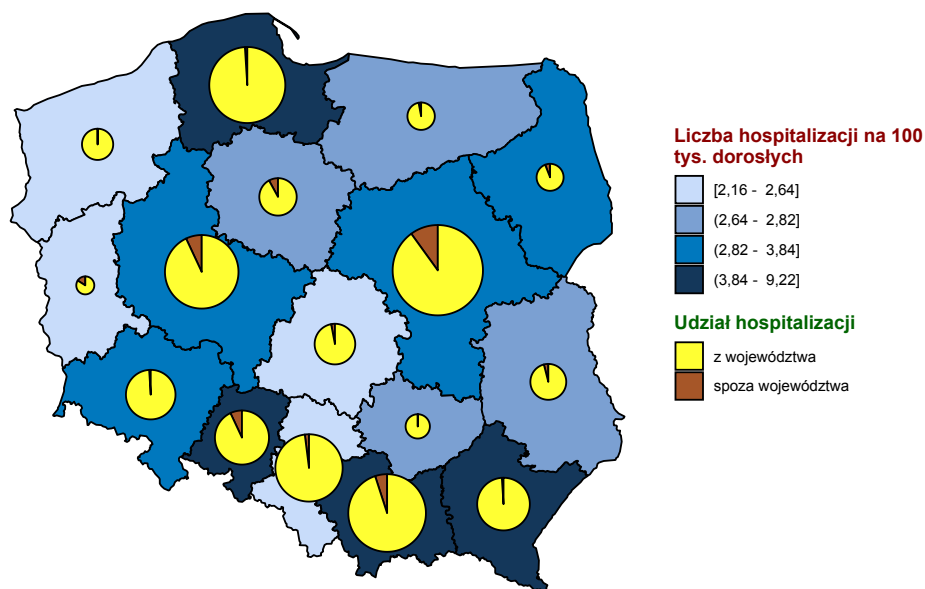 Liczba hospitalizacji na 100
tys. dorosłych
[2,16 - 2,64]
(2,64 - 2,82]
(2,82 - 3,84]
(3,84 - 9,22]
Udział hospitalizacji
z województwa
spoza województwa